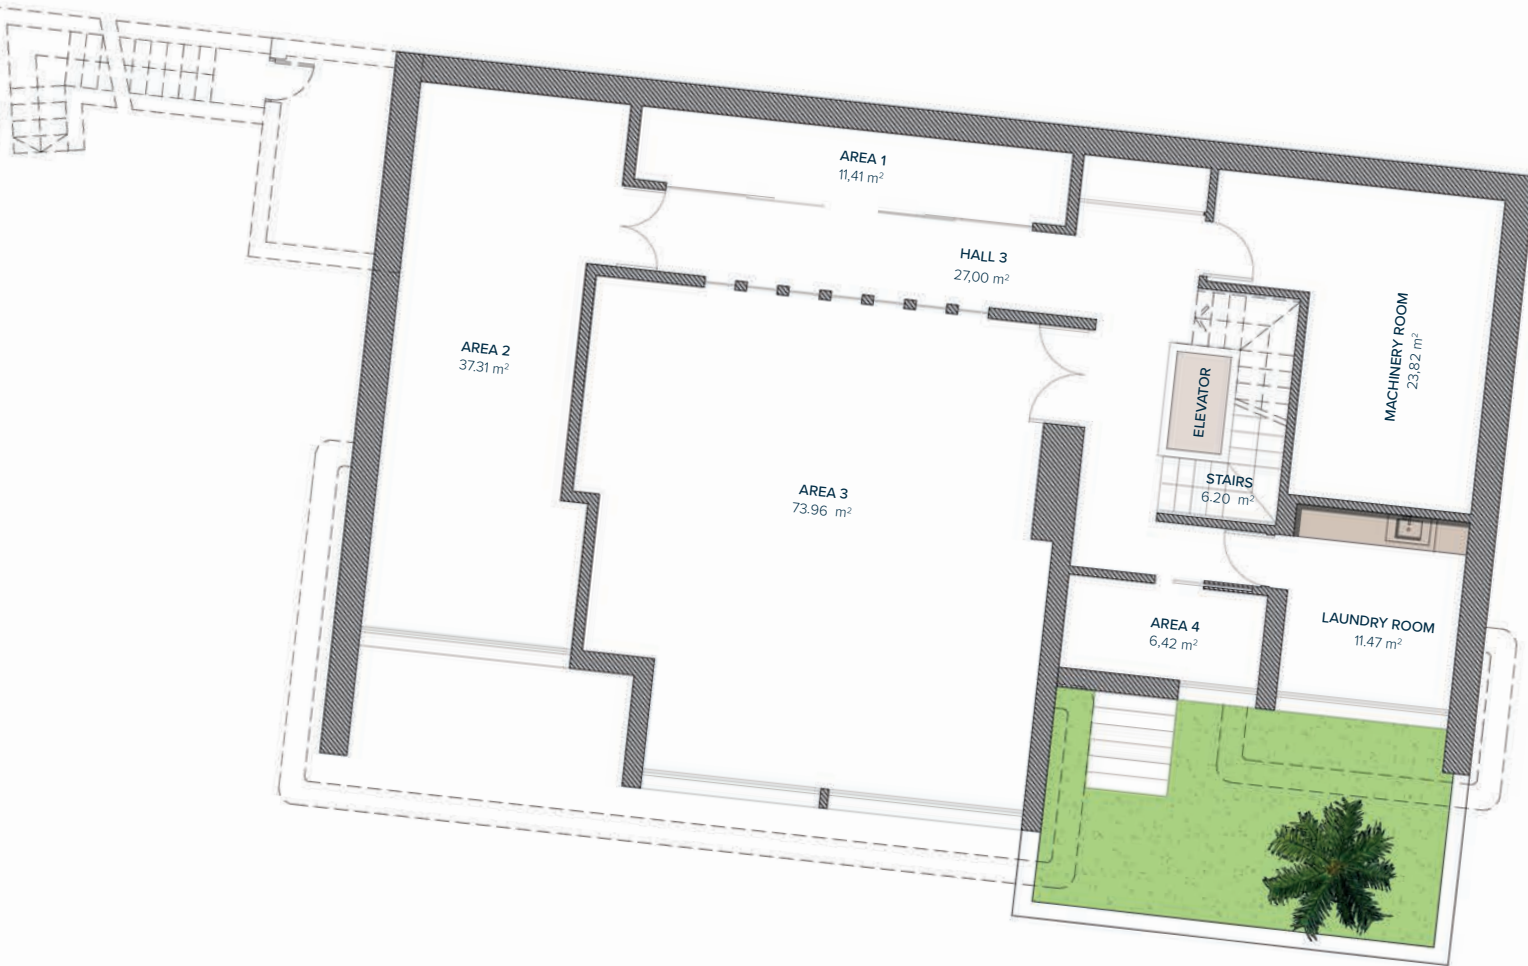 AREA 1
11,41 m²
HALL 3
27,00 m²
AREA 2
37.31 m²
MACHINERY ROOM
23,82 m²
ELEVATOR
STAIRS
6.20 m²
AREA 3
73.96 m²
AREA 4
6,42 m²
LAUNDRY ROOM
11.47 m²